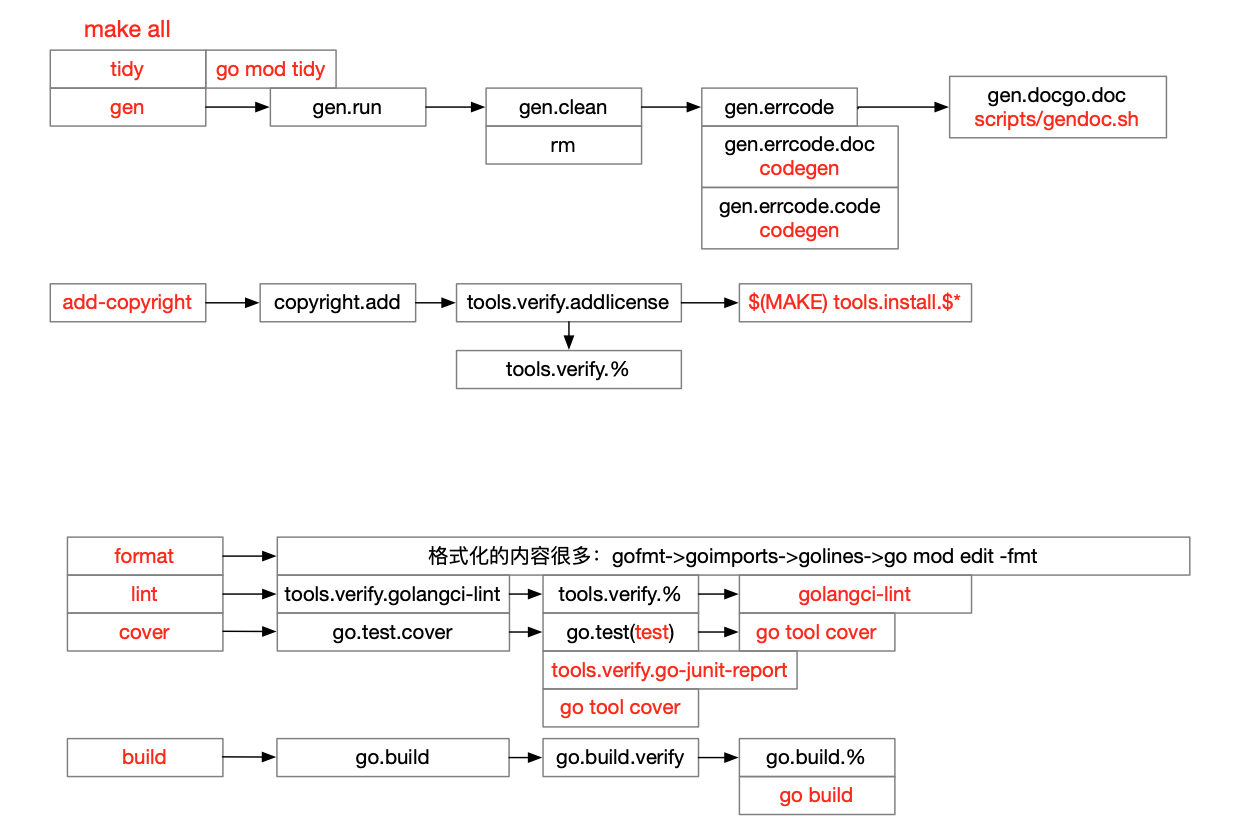 make all
tidy
go mod tidy
gen
gen.run
gen.clean
rm
gen.errcode
gen.errcode.doc
codegen
gen.errcode.code
codegen
gen.docgo.doc
scripts/gendoc.sh
add-copyright
copyright.add
tools.verify.addlicense
$(MAKE) tools.install.$*
tools.verify.%
format
格式化的内容很多：gofmt->goimports->golines->go mod edit -fmt
lint
tools.verify.golangci-lint
tools.verify.%
golangci-lint
cover
go.test.cover
go.test(test)
go tool cover
tools.verify.go-junit-report
go tool cover
build
go.build
go.build.verify
go.build.%
go build